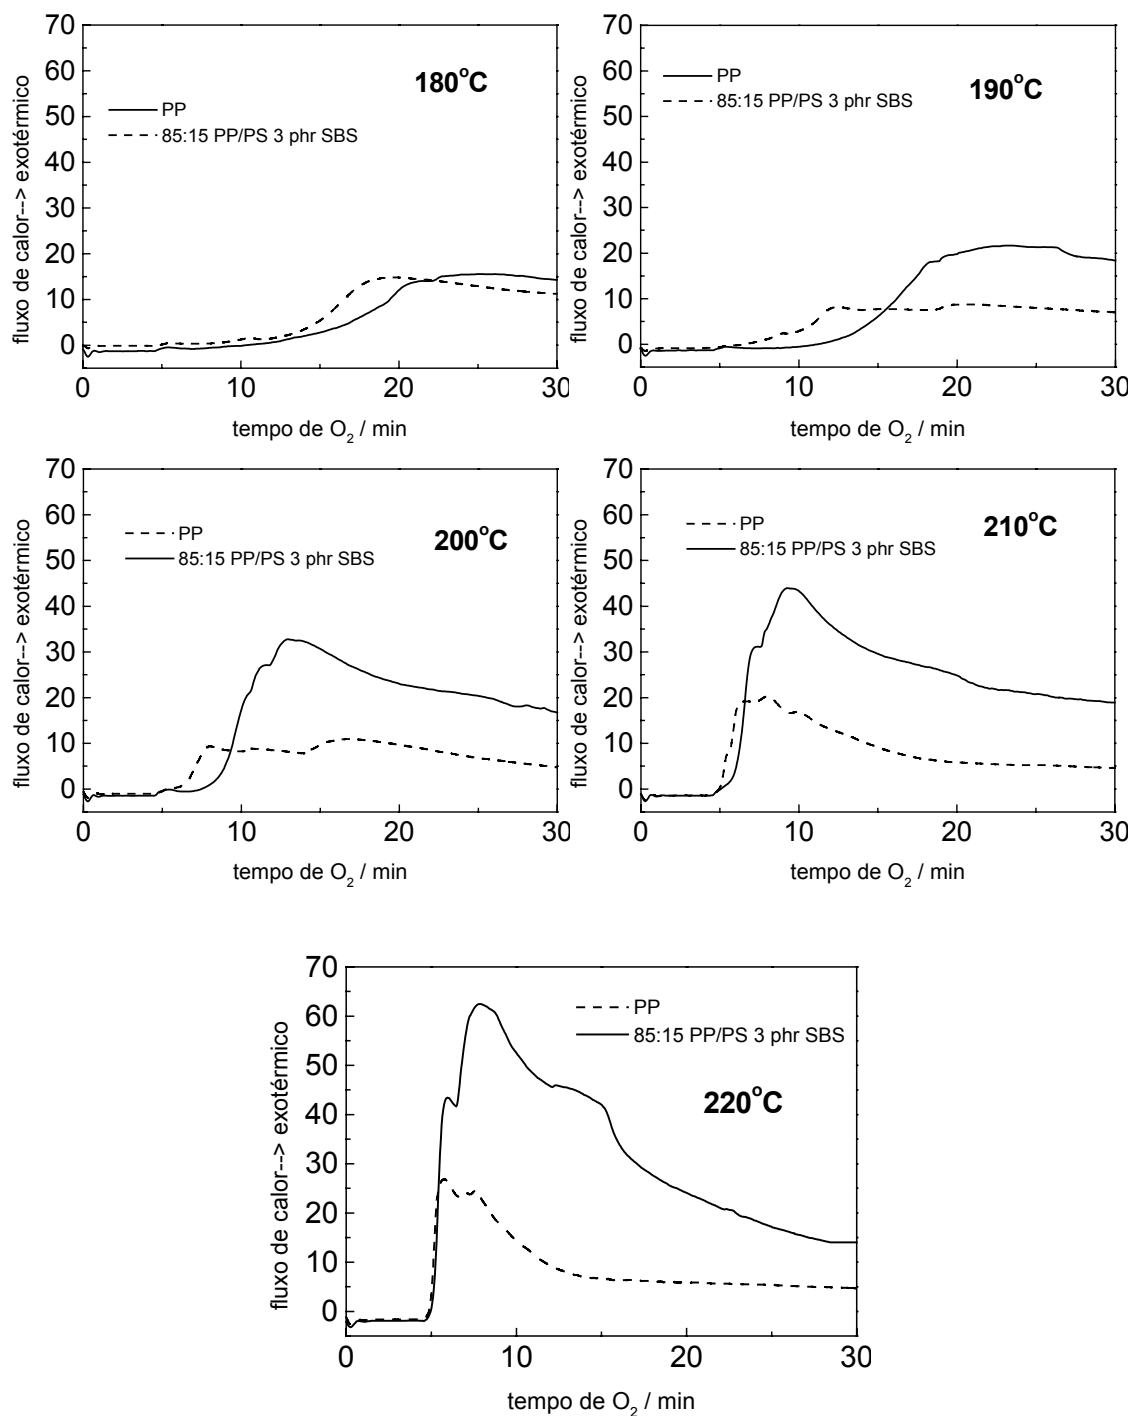 70
60
50
40
30
20
10
0
fluxo de calor--> exotérmico
180°C
PP
85:15 PP/PS 3 phr SBS
0 10 20 30
tempo de O₂ / min
70
60
50
40
30
20
10
0
fluxo de calor--> exotérmico
PP
85:15 PP/PS 3 phr SBS
190°C
0 10 20 30
tempo de O₂ / min
70
60
50
40
30
20
10
0
fluxo de calor--> exotérmico
PP
85:15 PP/PS 3 phr SBS
200°C
0 10 20 30
tempo de O₂ / min
70
60
50
40
30
20
10
0
fluxo de calor--> exotérmico
PP
85:15 PP/PS 3 phr SBS
210°C
0 10 20 30
tempo de O₂ / min
70
60
50
40
30
20
10
0
fluxo de calor--> exotérmico
PP
85:15 PP/PS 3 phr SBS
220°C
0 10 20 30
tempo de O₂ / min